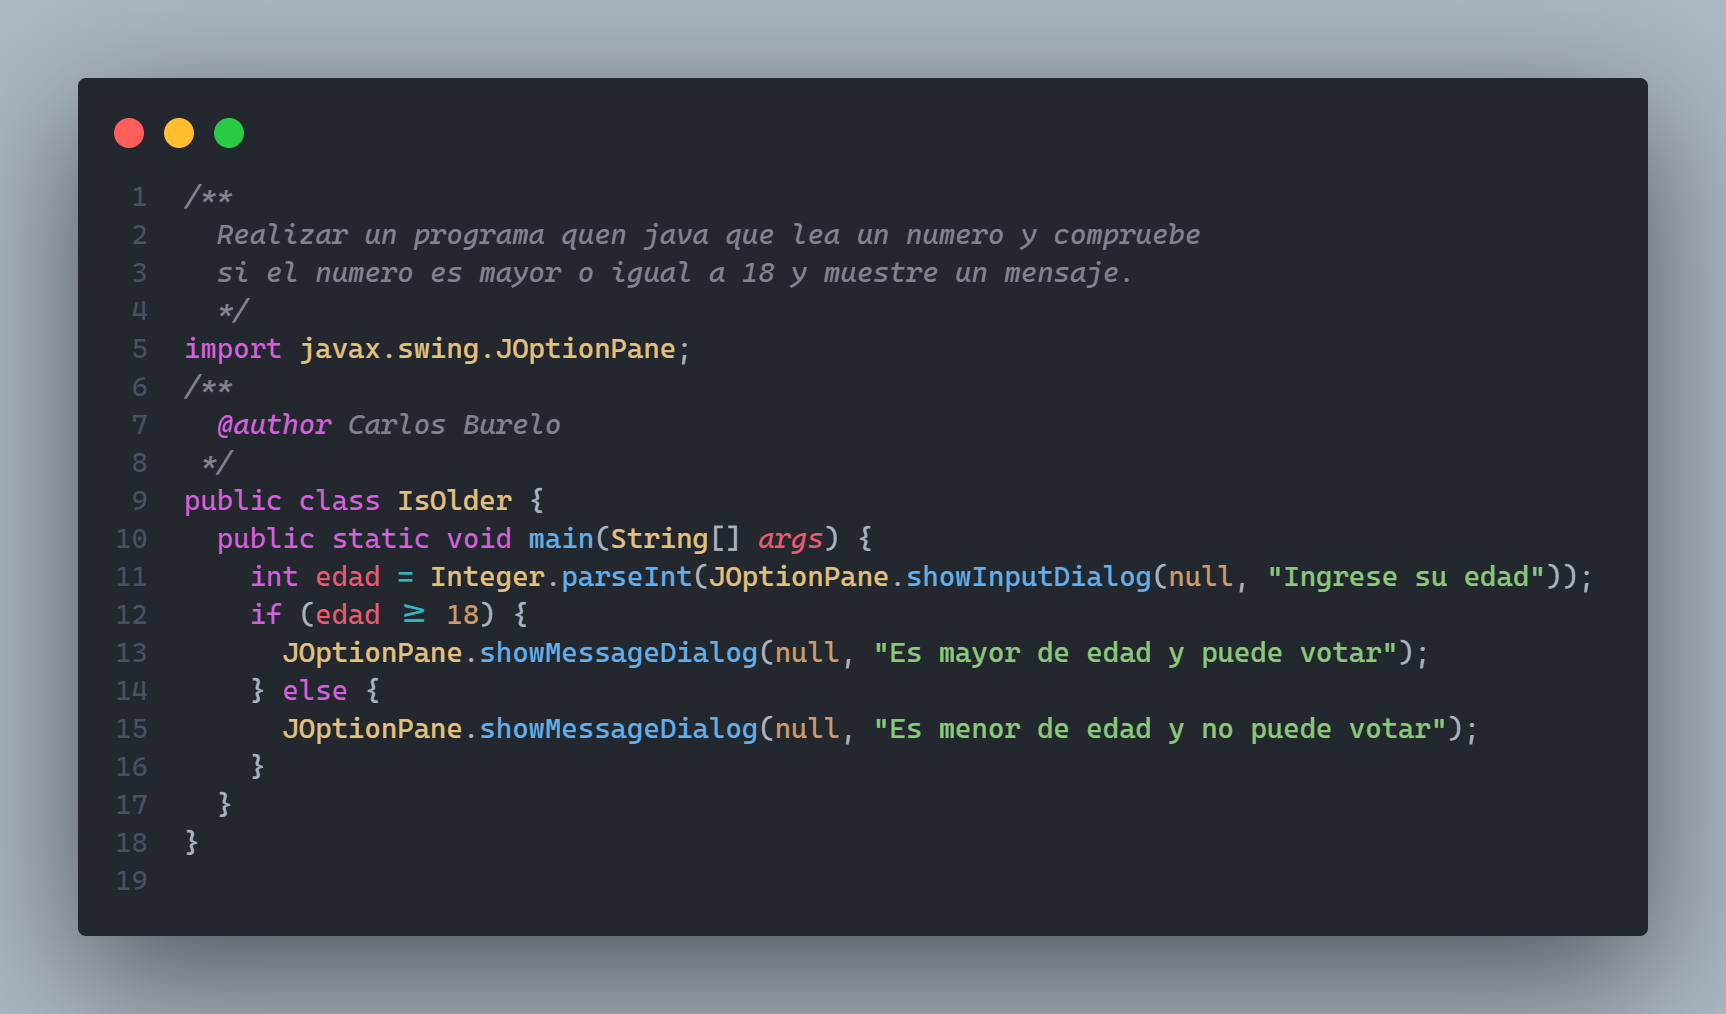 1 /**
2   Realizar un programa quen java que lea un numero y compruebe
3   si el numero es mayor o igual a 18 y muestre un mensaje.
4   */
5 import javax.swing.JOptionPane;
6 /**
7   @author Carlos Burelo
8  */
9 public class IsOlder {
10   public static void main(String[] args) {
11     int edad = Integer.parseInt(JOptionPane.showInputDialog(null, "Ingrese su edad"));
12     if (edad ≥ 18) {
13       JOptionPane.showMessageDialog(null, "Es mayor de edad y puede votar");
14     } else {
15       JOptionPane.showMessageDialog(null, "Es menor de edad y no puede votar");
16     }
17   }
18 }
19